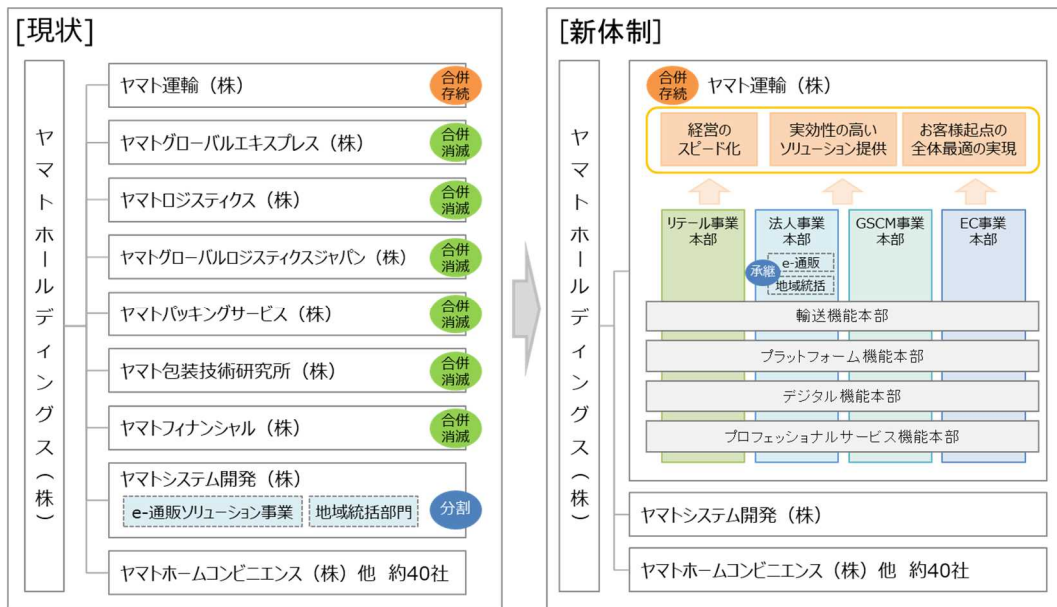 [現状]
ヤマトホールディングス(株)
ヤマト運輸(株)
合併
存続
ヤマトグローバルエキスプレス(株)
合併
消滅
ヤマトロジスティクス(株)
合併
消滅
ヤマトグローバルロジスティクスジャパン(株)
合併
消滅
ヤマトパッキングサービス(株)
合併
消滅
ヤマト包装技術研究所(株)
合併
消滅
ヤマトフィナンシャル(株)
合併
消滅
ヤマトシステム開発(株)
e-通販ソリューション事業
地域統括部門
分割
ヤマトホームコンビニエンス(株)他 約40社
[新体制]
ヤマトホールディングス(株)
合併
存続
ヤマト運輸(株)
経営の
スピード化
実効性の高い
ソリューション提供
お客様起点の
全体最適の実現
リテール事業
本部
法人事業
本部
承継
e-通販
地域統括
GSCM事業
本部
EC事業
本部
輸送機能本部
プラットフォーム機能本部
デジタル機能本部
プロフェッショナルサービス機能本部
ヤマトシステム開発(株)
ヤマトホームコンビニエンス(株)他 約40社